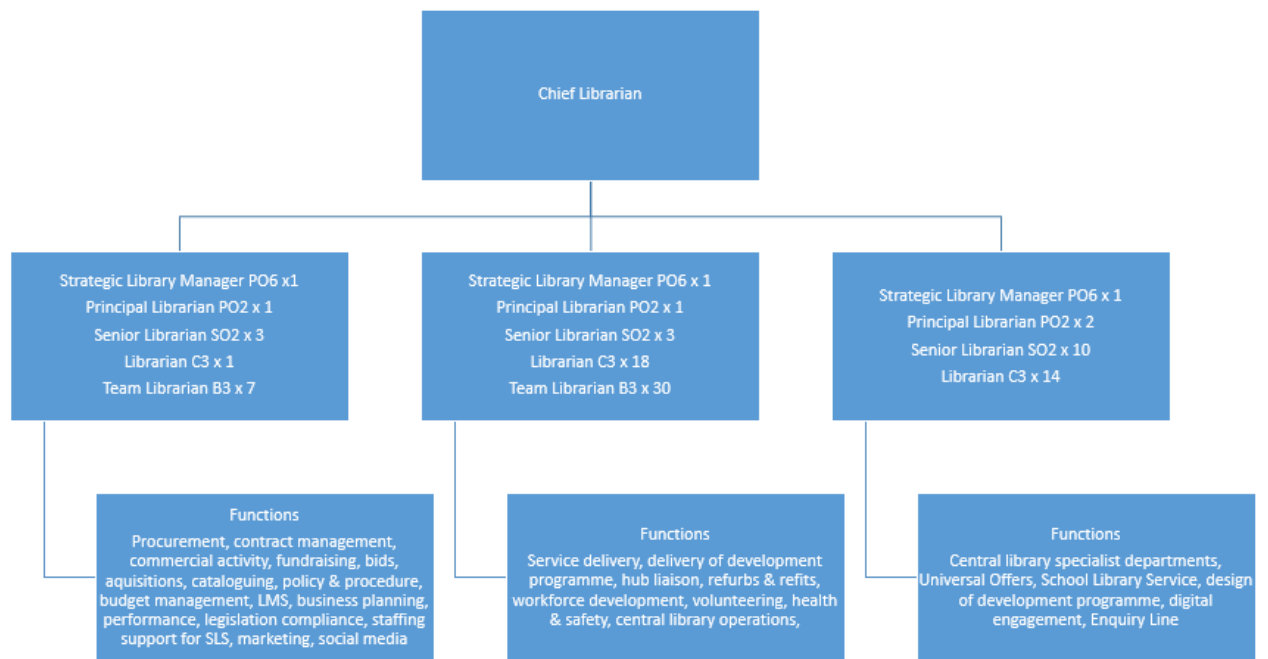 Chief Librarian
Strategic Library Manager PO6 x1
Principal Librarian PO2 x 1
Senior Librarian SO2 x 3
Librarian C3 x 1
Team Librarian B3 x 7
Strategic Library Manager PO6 x 1
Principal Librarian PO2 x 1
Senior Librarian SO2 x 3
Librarian C3 x 18
Team Librarian B3 x 30
Strategic Library Manager PO6 x 1
Principal Librarian PO2 x 2
Senior Librarian SO2 x 10
Librarian C3 x 14
Functions
Procurement, contract management,
commercial activity, fundraising, bids,
aquisitions, cataloguing, policy & procedure,
budget management, LMS, business planning,
performance, legislation compliance, staffing
support for SLS, marketing, social media
Functions
Service delivery, delivery of development
programme, hub liaison, refurbs & refits,
workforce development, volunteering, health
& safety, central library operations,
Functions
Central library specialist departments,
Universal Offers, School Library Service, design
of development programme, digital
engagement, Enquiry Line